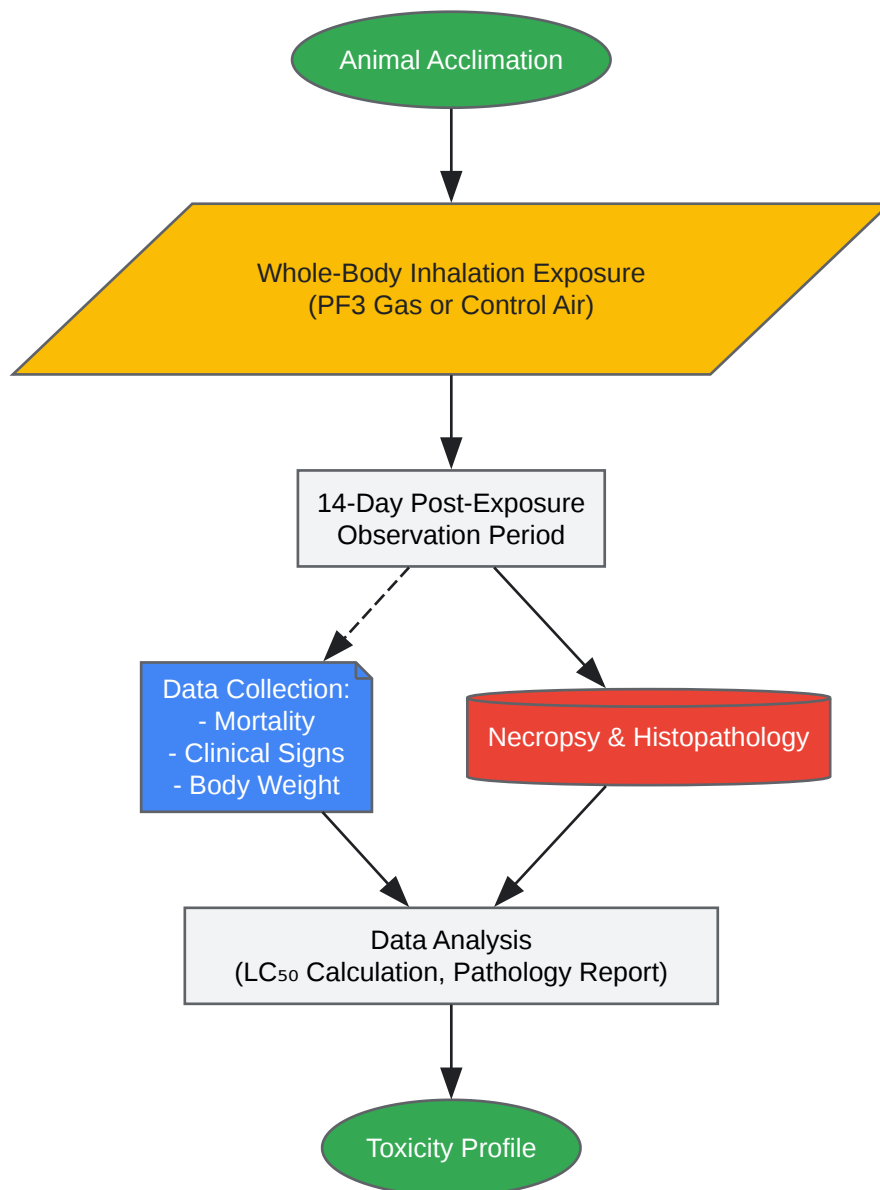 Animal Acclimation
Whole-Body Inhalation Exposure
(PF3 Gas or Control Air)
14-Day Post-Exposure
Observation Period
Data Collection:
- Mortality
- Clinical Signs
- Body Weight
Necropsy & Histopathology
Data Analysis
(LC₅₀ Calculation, Pathology Report)
Toxicity Profile